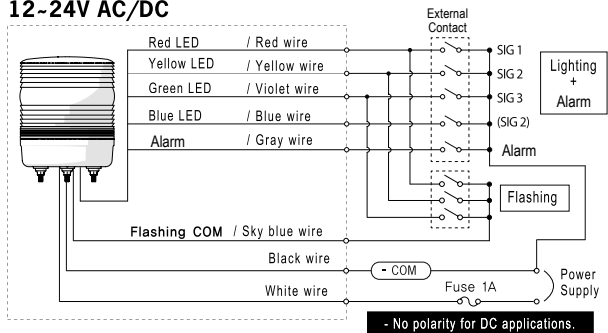 12~24V AC/DC
External
Contact
Red LED / Red wire
SIG 1
Yellow LED / Yellow wire
SIG 2
Green LED / Violet wire
SIG 3
Blue LED / Blue wire
(SIG 2)
Alarm / Gray wire
Alarm
Lighting
+
Alarm
Flashing
Flashing COM / Sky blue wire
Black wire
- COM
White wire
Fuse 1A
Power
Supply
- No polarity for DC applications.